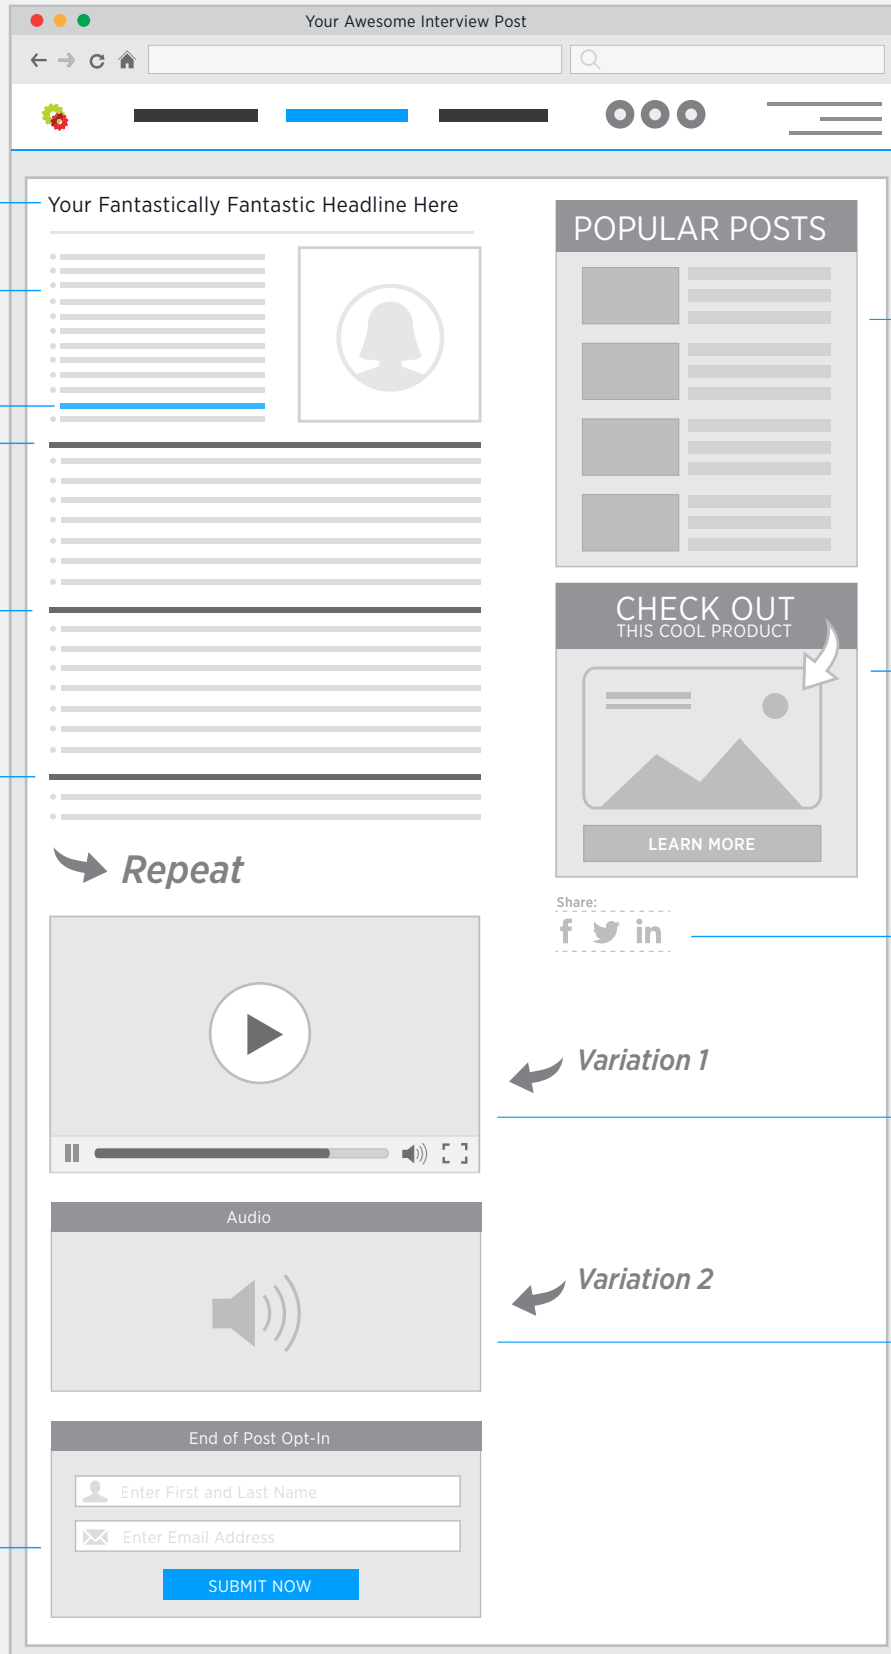 Your Awesome Interview Post
Your Fantastically Fantastic Headline Here
POPULAR POSTS
CHECK OUT
THIS COOL PRODUCT
LEARN MORE
Repeat
Share:
f in
Variation 1
Audio
Variation 2
End of Post Opt-In
Enter First and Last Name
Enter Email Address
SUBMIT NOW